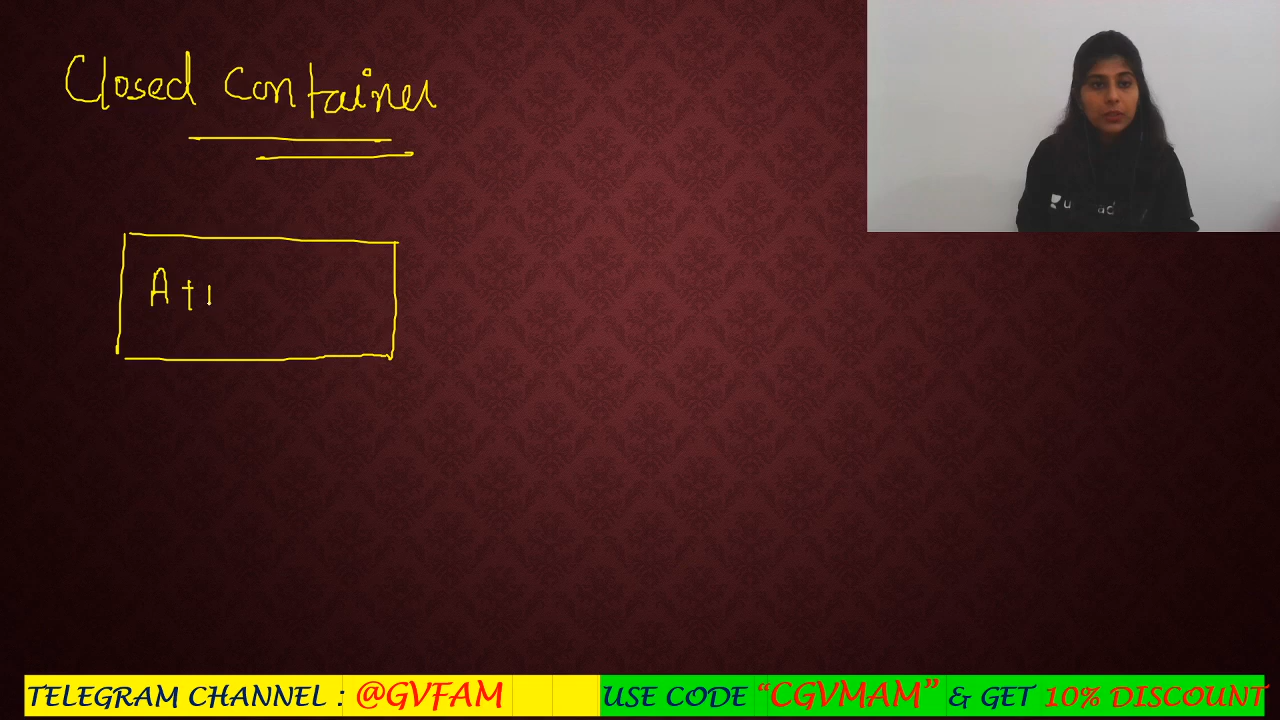 Closed Container
A + 1
TELEGRAM CHANNEL : @GVFAM
USE CODE “CGVMAM” & GET 10% DISCOUNT